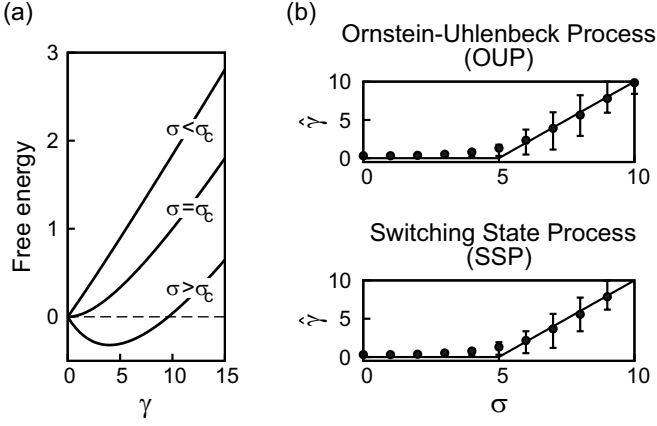 (a)
3
2
1
0
Free energy
σ<σc
σ=σc
σ>σc
0 5 10 15
γ
(b)
Ornstein-Uhlenbeck Process
(OUP)
10
5
0
γ̂
0 5 10
Switching State Process
(SSP)
10
5
0
γ̂
0 5 10
σ